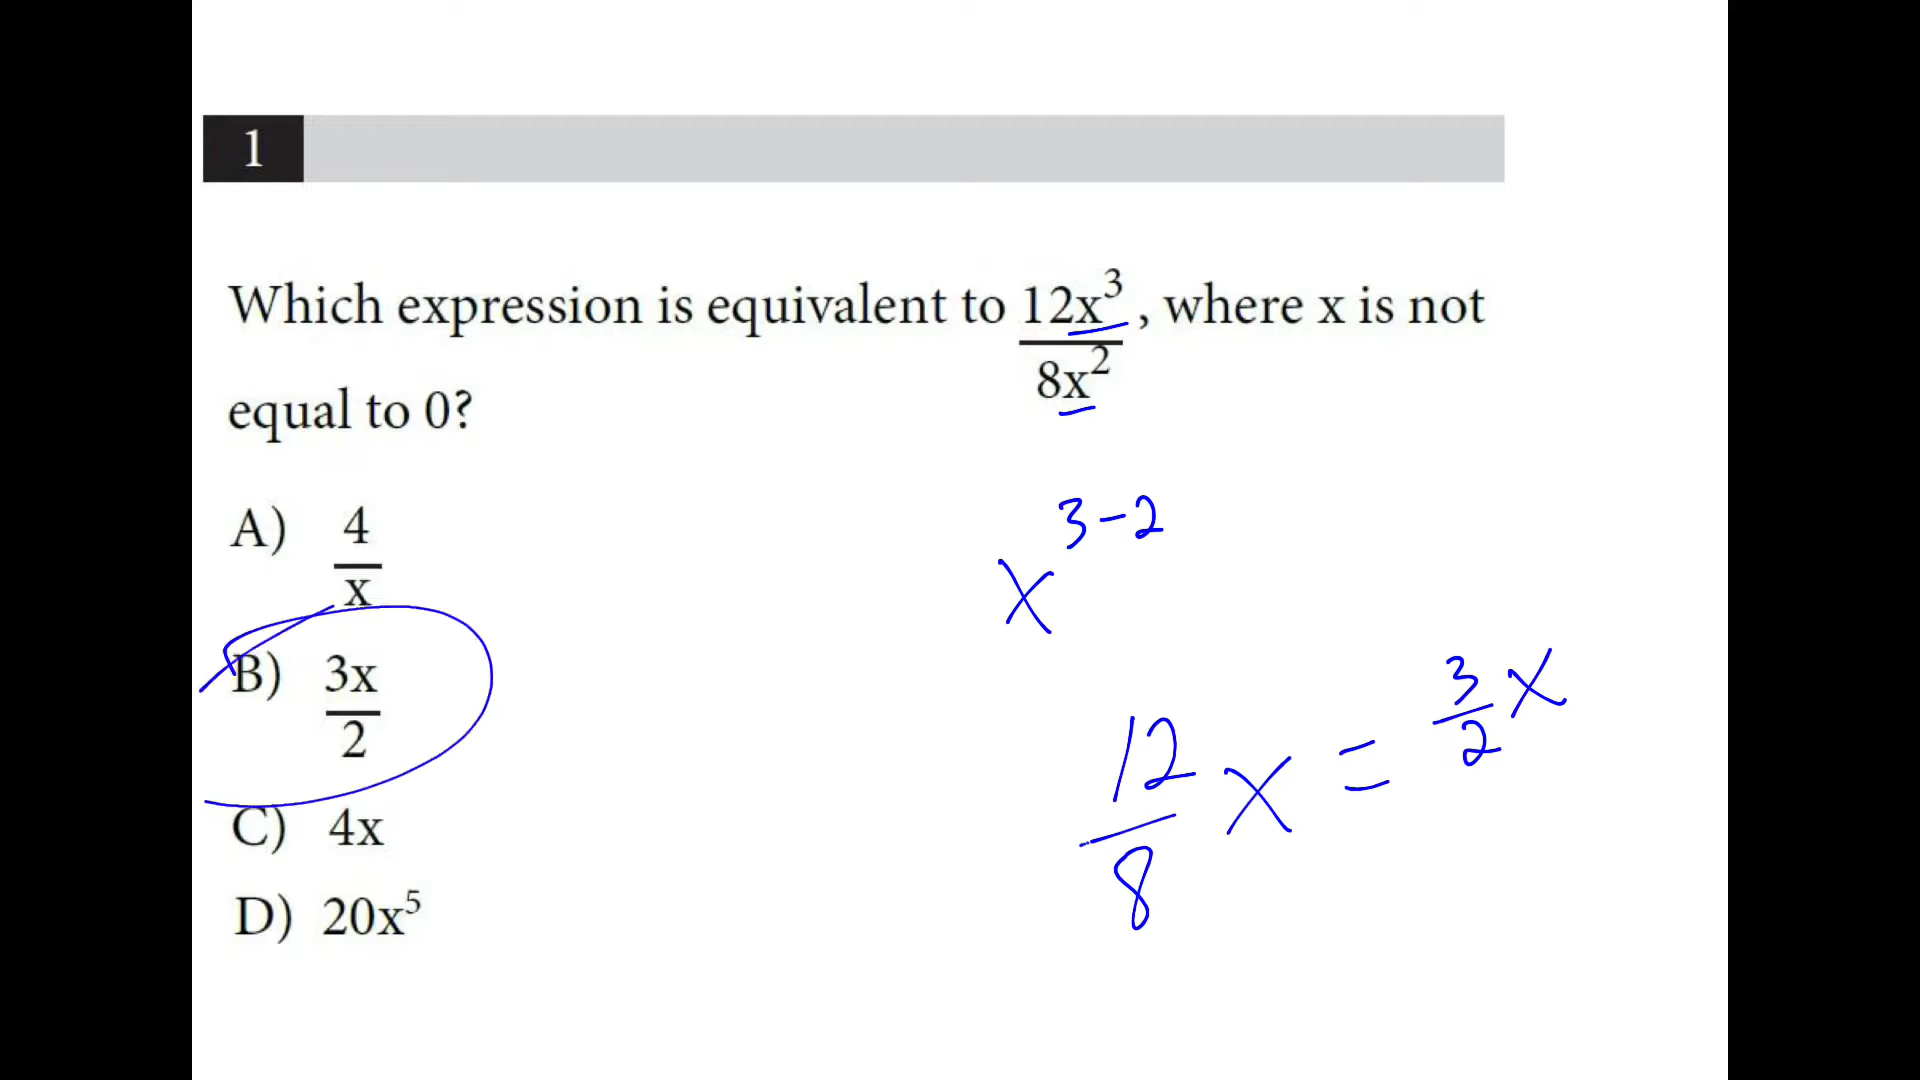 1
Which expression is equivalent to 12x³/8x², where x is not
equal to 0?
A) 4/x
B) 3x/2
C) 4x
D) 20x⁵
x³⁻²
12/8 x = 3/2 x